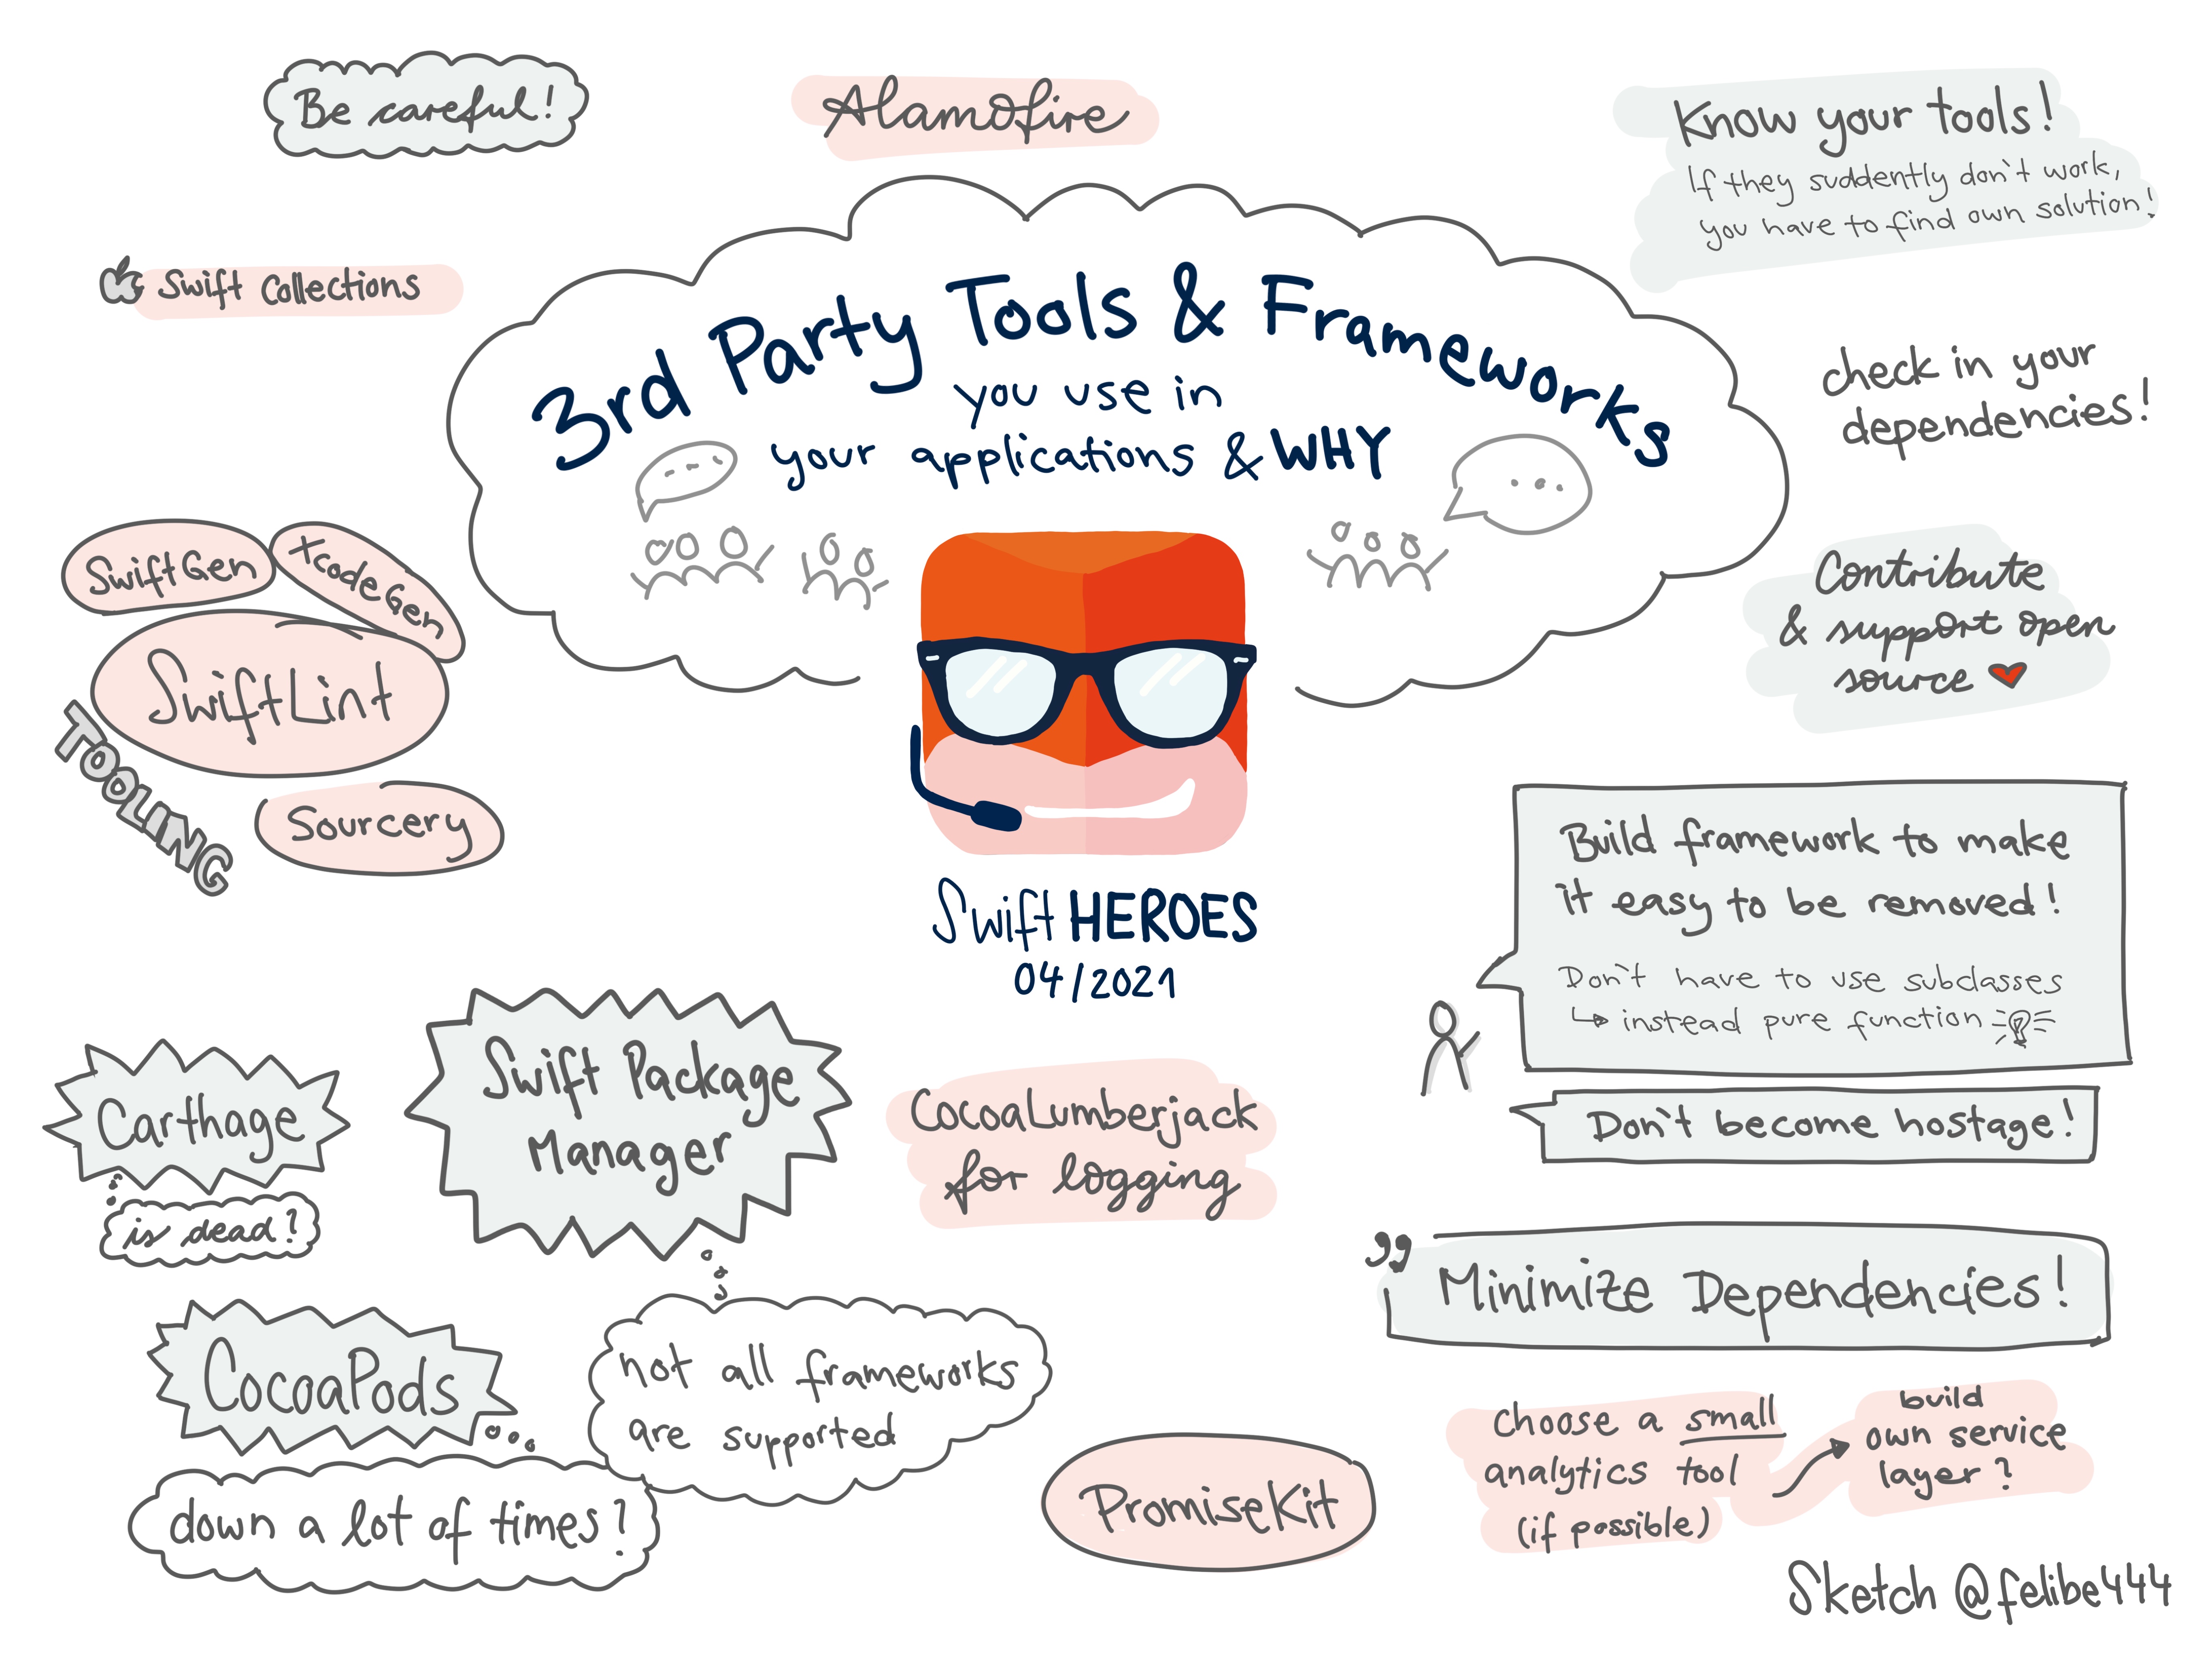 Be careful!
Alamofire
Know your tools!
If they suddently don't work,
you have to find own solution!
Swift Collections
3rd Party Tools & Frameworks
you use in
your applications & WHY
check in your
dependencies!
SwiftGen
XcodeGen
SwiftLint
TOOLING
Sourcery
Contribute
& support open
source
Swift HEROES
04/2021
Build framework to make
it easy to be removed!
Don't have to use subclasses
↳ instead pure function
Don't become hostage!
Carthage
is dead?
Swift Package
Manager
CocoaLumberjack
for logging
„ Minimize Dependencies!
CocoaPods
not all frameworks
are supported
down a lot of times?
PromiseKit
choose a small
analytics tool
(if possible)
build
own service
layer?
Sketch @felibe444